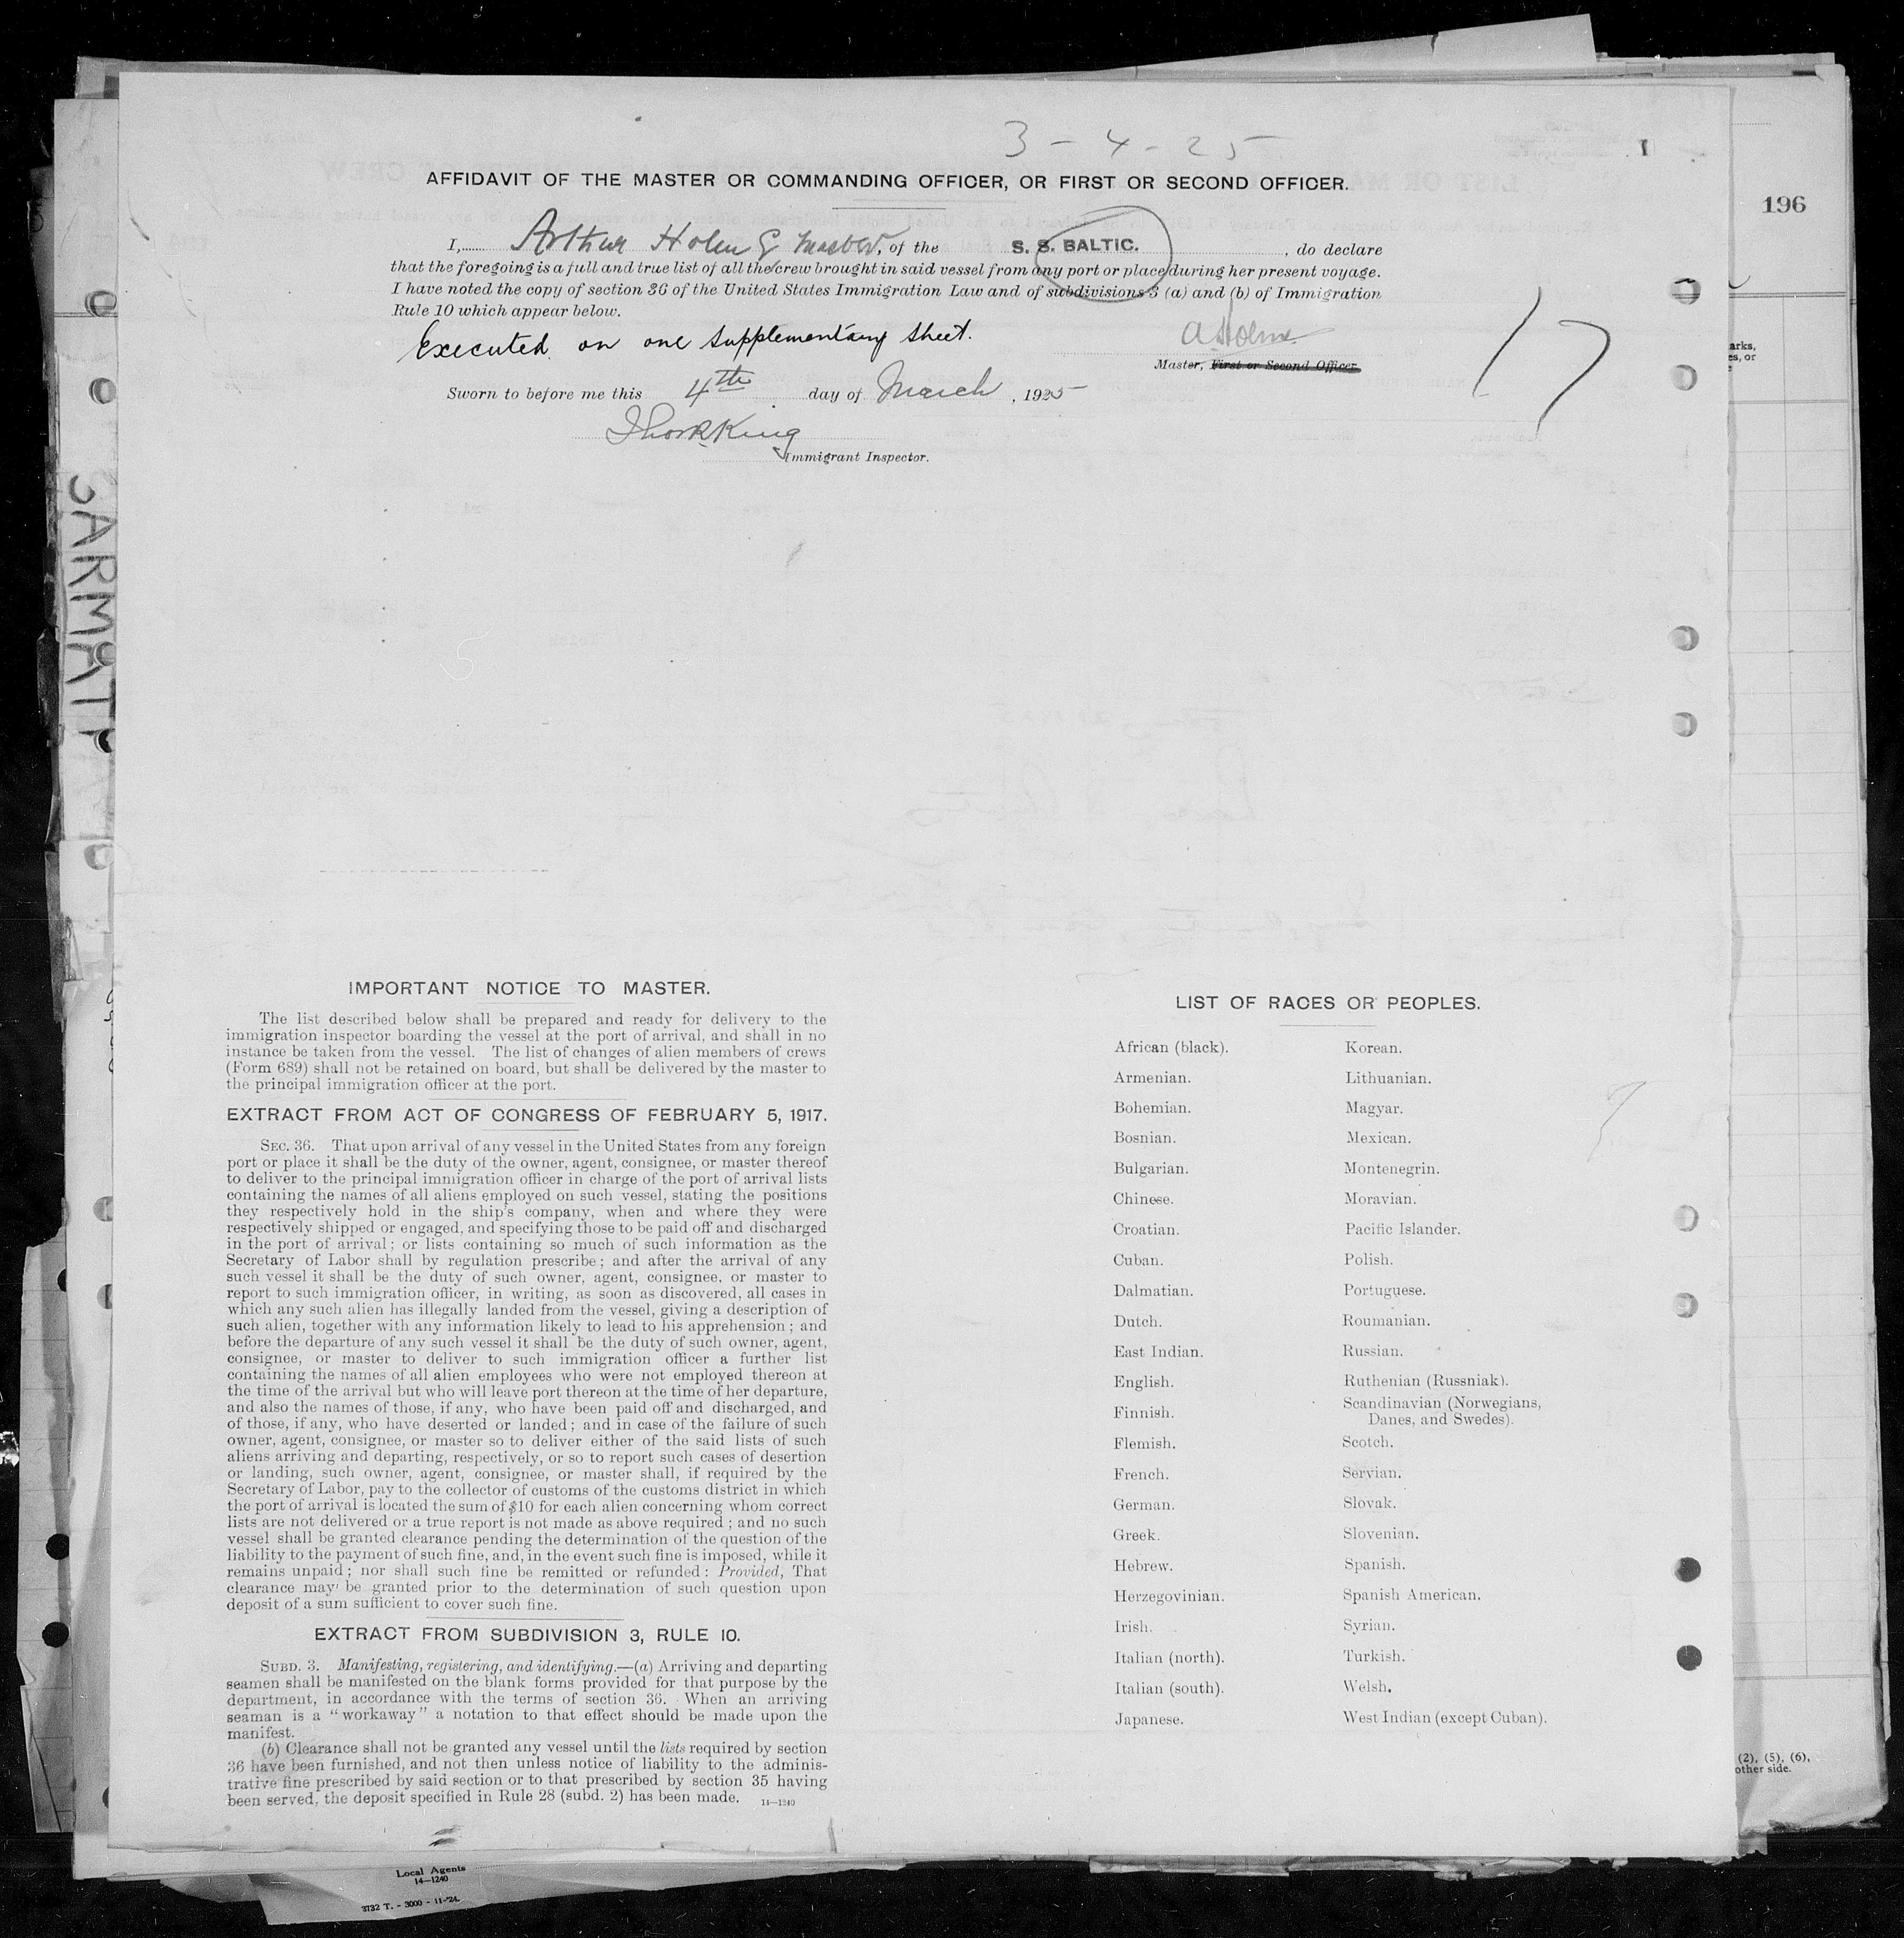 3 - 4 - 25
AFFIDAVIT OF THE MASTER OR COMMANDING OFFICER, OR FIRST OR SECOND OFFICER.
196
I, Arthur Holme Master, of the S. S. BALTIC. , do declare
that the foregoing is a full and true list of all the crew brought in said vessel from any port or place during her present voyage.
I have noted the copy of section 36 of the United States Immigration Law and of subdivisions 3 (a) and (b) of Immigration
Rule 10 which appear below.
Executed on one supplementary sheet.
A Holme
17
Master, First or Second Officer
Sworn to before me this 4th day of March , 1925
King
Immigrant Inspector.
arks,
es, or
SARMATI
IMPORTANT NOTICE TO MASTER.
The list described below shall be prepared and ready for delivery to the
immigration inspector boarding the vessel at the port of arrival, and shall in no
instance be taken from the vessel. The list of changes of alien members of crews
(Form 689) shall not be retained on board, but shall be delivered by the master to
the principal immigration officer at the port.
EXTRACT FROM ACT OF CONGRESS OF FEBRUARY 5, 1917.
SEC. 36. That upon arrival of any vessel in the United States from any foreign
port or place it shall be the duty of the owner, agent, consignee, or master thereof
to deliver to the principal immigration officer in charge of the port of arrival lists
containing the names of all aliens employed on such vessel, stating the positions
they respectively hold in the ship's company, when and where they were
respectively shipped or engaged, and specifying those to be paid off and discharged
in the port of arrival; or lists containing so much of such information as the
Secretary of Labor shall by regulation prescribe; and after the arrival of any
such vessel it shall be the duty of such owner, agent, consignee, or master to
report to such immigration officer, in writing, as soon as discovered, all cases in
which any such alien has illegally landed from the vessel, giving a description of
such alien, together with any information likely to lead to his apprehension; and
before the departure of any such vessel it shall be the duty of such owner, agent,
consignee, or master to deliver to such immigration officer a further list
containing the names of all alien employees who were not employed thereon at
the time of the arrival but who will leave port thereon at the time of her departure,
and also the names of those, if any, who have been paid off and discharged, and
of those, if any, who have deserted or landed; and in case of the failure of such
owner, agent, consignee, or master so to deliver either of the said lists of such
aliens arriving and departing, respectively, or so to report such cases of desertion
or landing, such owner, agent, consignee, or master shall, if required by the
Secretary of Labor, pay to the collector of customs of the customs district in which
the port of arrival is located the sum of $10 for each alien concerning whom correct
lists are not delivered or a true report is not made as above required; and no such
vessel shall be granted clearance pending the determination of the question of the
liability to the payment of such fine, and, in the event such fine is imposed, while it
remains unpaid; nor shall such fine be remitted or refunded: Provided, That
clearance may be granted prior to the determination of such question upon
deposit of a sum sufficient to cover such fine.
EXTRACT FROM SUBDIVISION 3, RULE 10.
SUBD. 3. Manifesting, registering, and identifying.—(a) Arriving and departing
seamen shall be manifested on the blank forms provided for that purpose by the
department, in accordance with the terms of section 36. When an arriving
seaman is a "workaway" a notation to that effect should be made upon the
manifest.
(b) Clearance shall not be granted any vessel until the lists required by section
36 have been furnished, and not then unless notice of liability to the adminis-
trative fine prescribed by said section or to that prescribed by section 35 having
been served, the deposit specified in Rule 28 (subd. 2) has been made. 14—1240
LIST OF RACES OR PEOPLES.
African (black).
Armenian.
Bohemian.
Bosnian.
Bulgarian.
Chinese.
Croatian.
Cuban.
Dalmatian.
Dutch.
East Indian.
English.
Finnish.
Flemish.
French.
German.
Greek.
Hebrew.
Herzegovinian.
Irish.
Italian (north).
Italian (south).
Japanese.
Korean.
Lithuanian.
Magyar.
Mexican.
Montenegrin.
Moravian.
Pacific Islander.
Polish.
Portuguese.
Roumanian.
Russian.
Ruthenian (Russniak).
Scandinavian (Norwegians,
Danes, and Swedes).
Scotch.
Servian.
Slovak.
Slovenian.
Spanish.
Spanish American.
Syrian.
Turkish.
Welsh.
West Indian (except Cuban).
(2), (5), (6),
other side.
Local Agents
14—1240
3732 T. - 3000 - 11-'24.